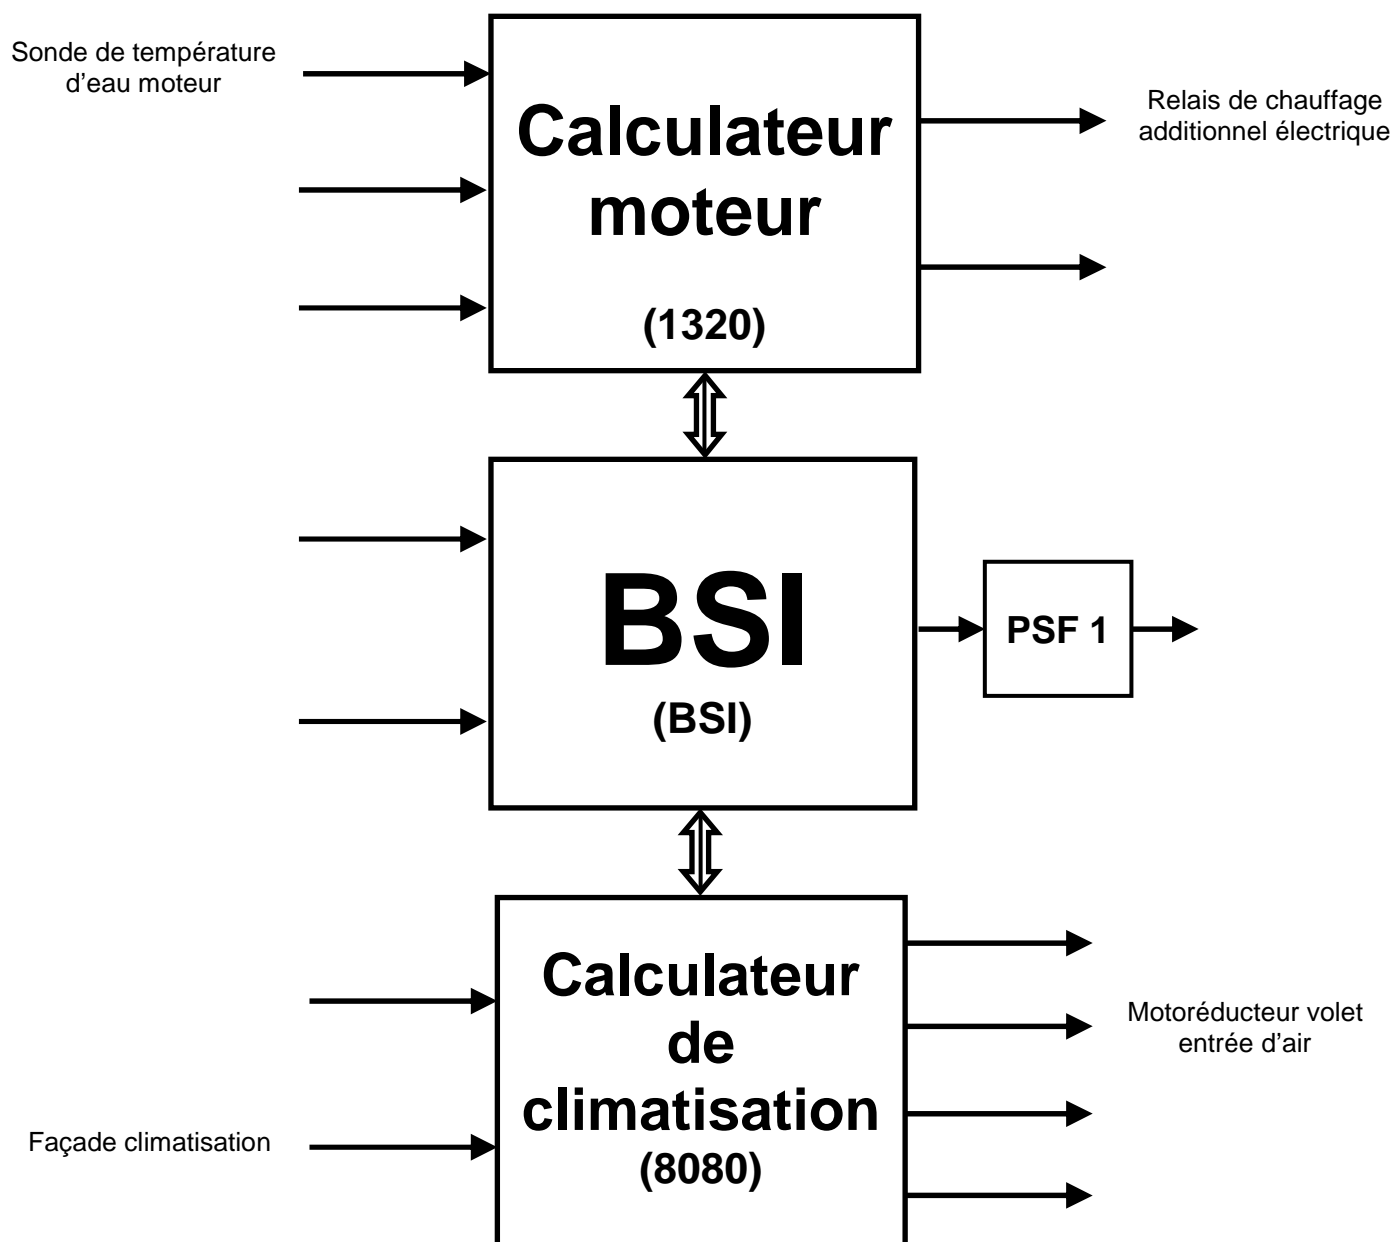 Sonde de température
d’eau moteur
Calculateur
moteur
(1320)
Relais de chauffage
additionnel électrique
BSI
(BSI)
PSF 1
Calculateur
de
climatisation
(8080)
Motoréducteur volet
entrée d’air
Façade climatisation